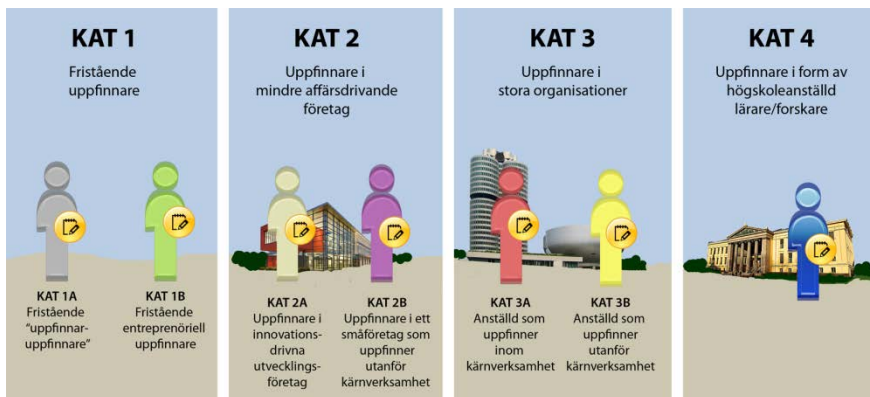 KAT 1
Fristående
uppfinnare
KAT 1A
Fristående
"uppfinnar-
uppfinnare"
KAT 1B
Fristående
entreprenöriell
uppfinnare
KAT 2
Uppfinnare i
mindre affärsdrivande
företag
KAT 2A
Uppfinnare i
innovations-
drivna
utvecklings-
företag
KAT 2B
Uppfinnare i ett
småföretag som
uppfinner
utanför
kärnverksamhet
KAT 3
Uppfinnare i
stora organisationer
KAT 3A
Anställd som
uppfinner
inom
kärnverksamhet
KAT 3B
Anställd som
uppfinner
utanför
kärnverksamhet
KAT 4
Uppfinnare i form av
högskoleanställd
lärare/forskare